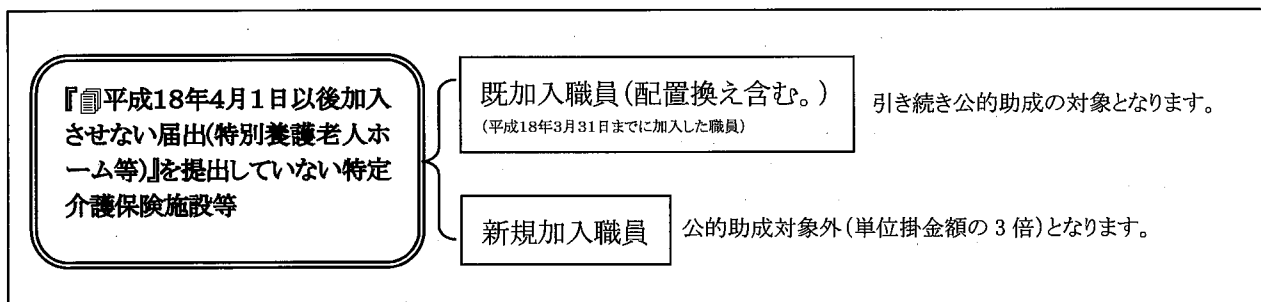 『🗐平成18年4月1日以後加入
させない届出(特別養護老人ホ
ーム等)』を提出していない特定
介護保険施設等
既加入職員(配置換え含む。)
(平成18年3月31日までに加入した職員)
引き続き公的助成の対象となります。
新規加入職員
公的助成対象外(単位掛金額の3倍)となります。